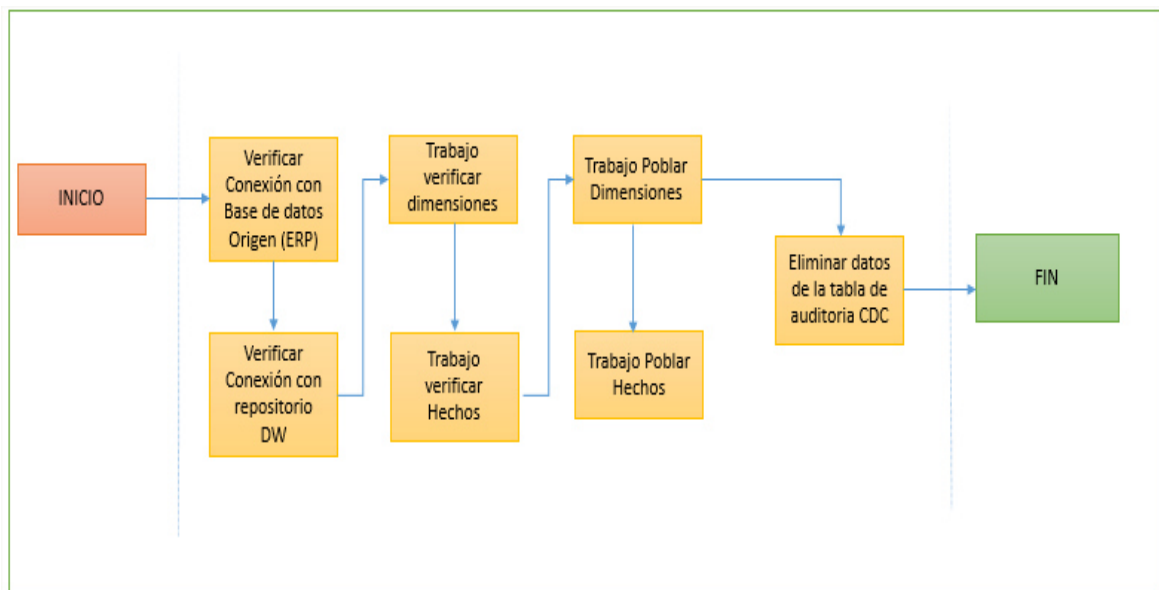 INICIO
Verificar
Conexión con
Base de datos
Origen (ERP)
Verificar
Conexión con
repositorio
DW
Trabajo
verificar
dimensiones
Trabajo
verificar
Hechos
Trabajo Poblar
Dimensiones
Trabajo Poblar
Hechos
Eliminar datos
de la tabla de
auditoria CDC
FIN